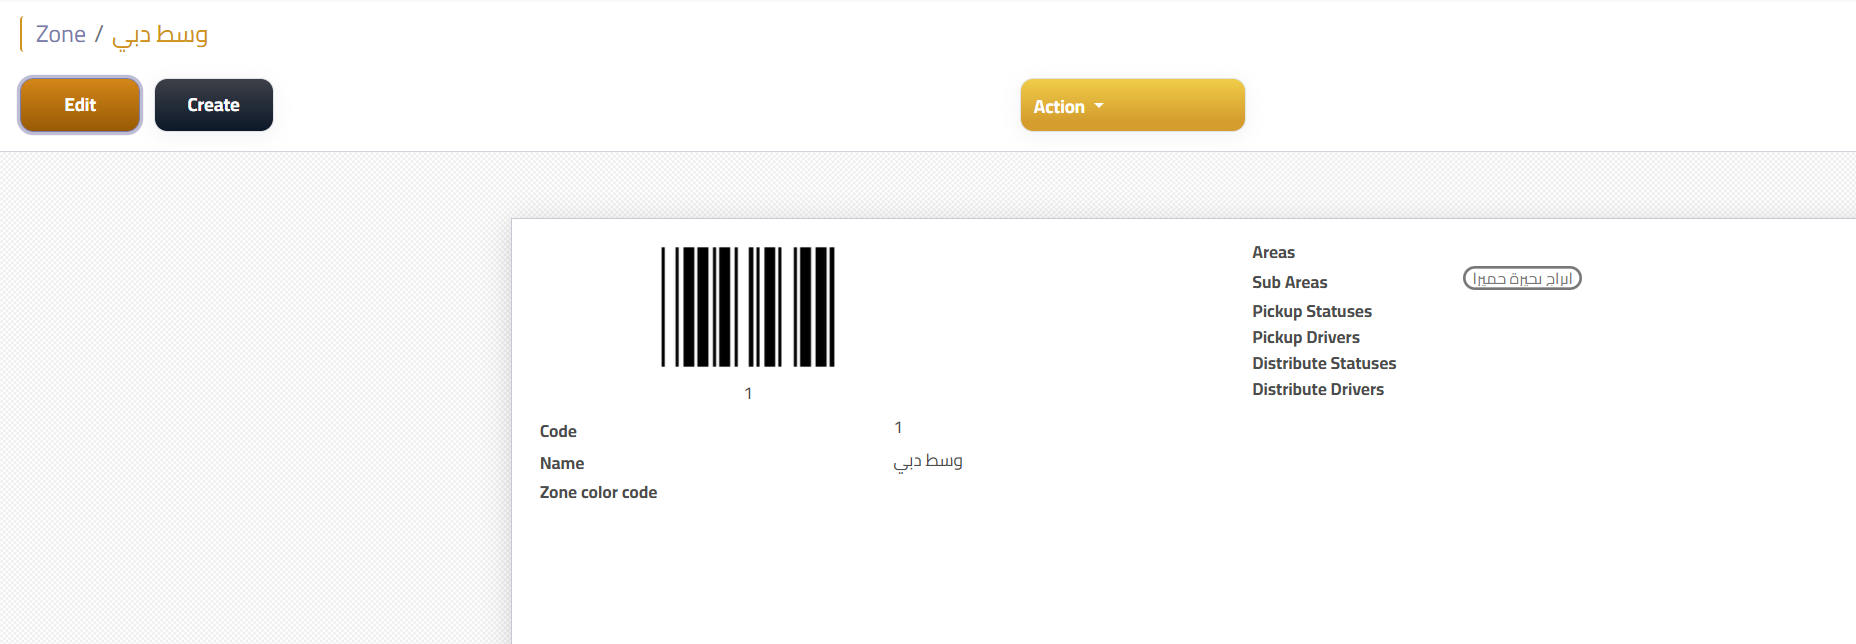 Zone / وسط دبي
Edit
Create
Action
1
Code 1
Name وسط دبي
Zone color code
Areas
Sub Areas ابراج بحيرة جميرا
Pickup Statuses
Pickup Drivers
Distribute Statuses
Distribute Drivers